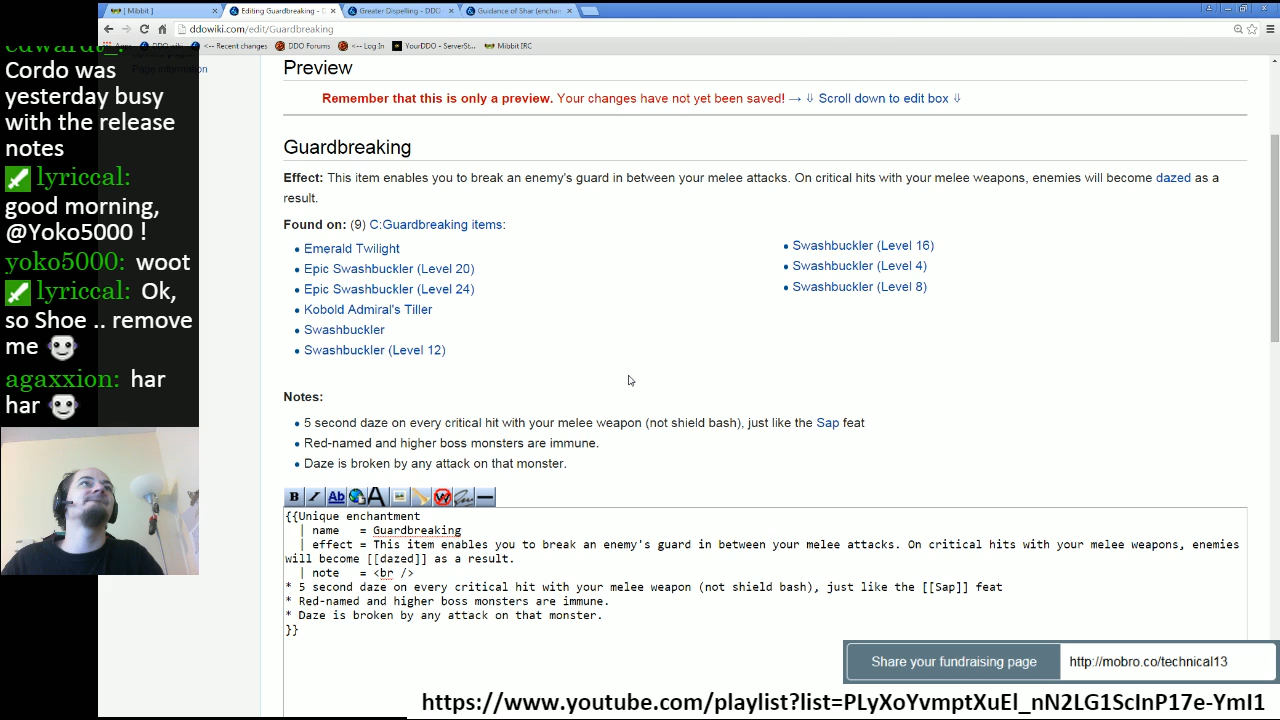 [ Mibbit ]
Editing Guardbreaking - D
Greater Dispelling - DDO
Guidance of Shar (enchan
ddowiki.com/edit/Guardbreaking
Apps
DDO wiki
<-- Recent changes
DDO Forums
<-- Log In
YourDDO - ServerSt...
Mibbit IRC
Page information
edwardt_:
Cordo was
yesterday busy
with the release
notes
lyriccal:
good morning,
@Yoko5000 !
yoko5000: woot
lyriccal: Ok,
so Shoe .. remove
me
agaxxion: har
har
Preview
Remember that this is only a preview. Your changes have not yet been saved! → ⇩ Scroll down to edit box ⇩
Guardbreaking
Effect: This item enables you to break an enemy's guard in between your melee attacks. On critical hits with your melee weapons, enemies will become dazed as a
result.
Found on: (9) C:Guardbreaking items:
• Emerald Twilight
• Epic Swashbuckler (Level 20)
• Epic Swashbuckler (Level 24)
• Kobold Admiral's Tiller
• Swashbuckler
• Swashbuckler (Level 12)
• Swashbuckler (Level 16)
• Swashbuckler (Level 4)
• Swashbuckler (Level 8)
Notes:
• 5 second daze on every critical hit with your melee weapon (not shield bash), just like the Sap feat
• Red-named and higher boss monsters are immune.
• Daze is broken by any attack on that monster.
B I Ab A W
{{Unique enchantment
| name = Guardbreaking
| effect = This item enables you to break an enemy's guard in between your melee attacks. On critical hits with your melee weapons, enemies
will become [[dazed]] as a result.
| note = <br />
* 5 second daze on every critical hit with your melee weapon (not shield bash), just like the [[Sap]] feat
* Red-named and higher boss monsters are immune.
* Daze is broken by any attack on that monster.
}}
Share your fundraising page
http://mobro.co/technical13
https://www.youtube.com/playlist?list=PLyXoYvmptXuEl_nN2LG1ScInP17e-YmI1